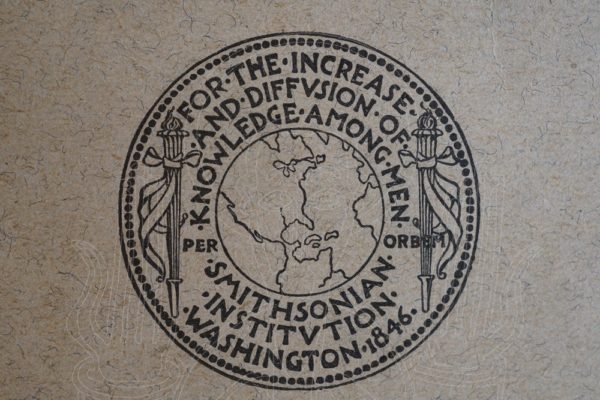 FOR·THE·INCREASE·
·AND·DIFFVSION·OF·
·KNOWLEDGE·AMONG·MEN·
PER ORBEM
·SMITHSONIAN·
·INSTITVTION·
·WASHINGTON·1846·